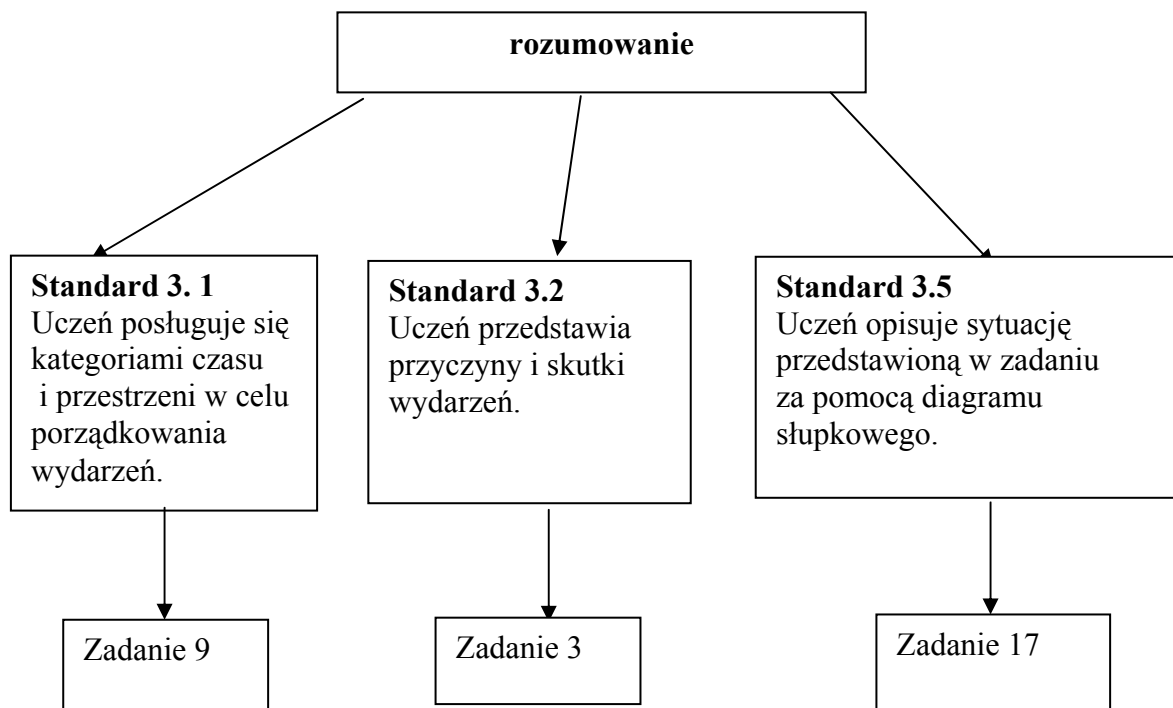 rozumowanie
Standard 3. 1
Uczeń posługuje się
kategoriami czasu
i przestrzeni w celu
porządkowania
wydarzeń.
Standard 3.2
Uczeń przedstawia
przyczyny i skutki
wydarzeń.
Standard 3.5
Uczeń opisuje sytuację
przedstawioną w zadaniu
za pomocą diagramu
słupkowego.
Zadanie 9
Zadanie 3
Zadanie 17